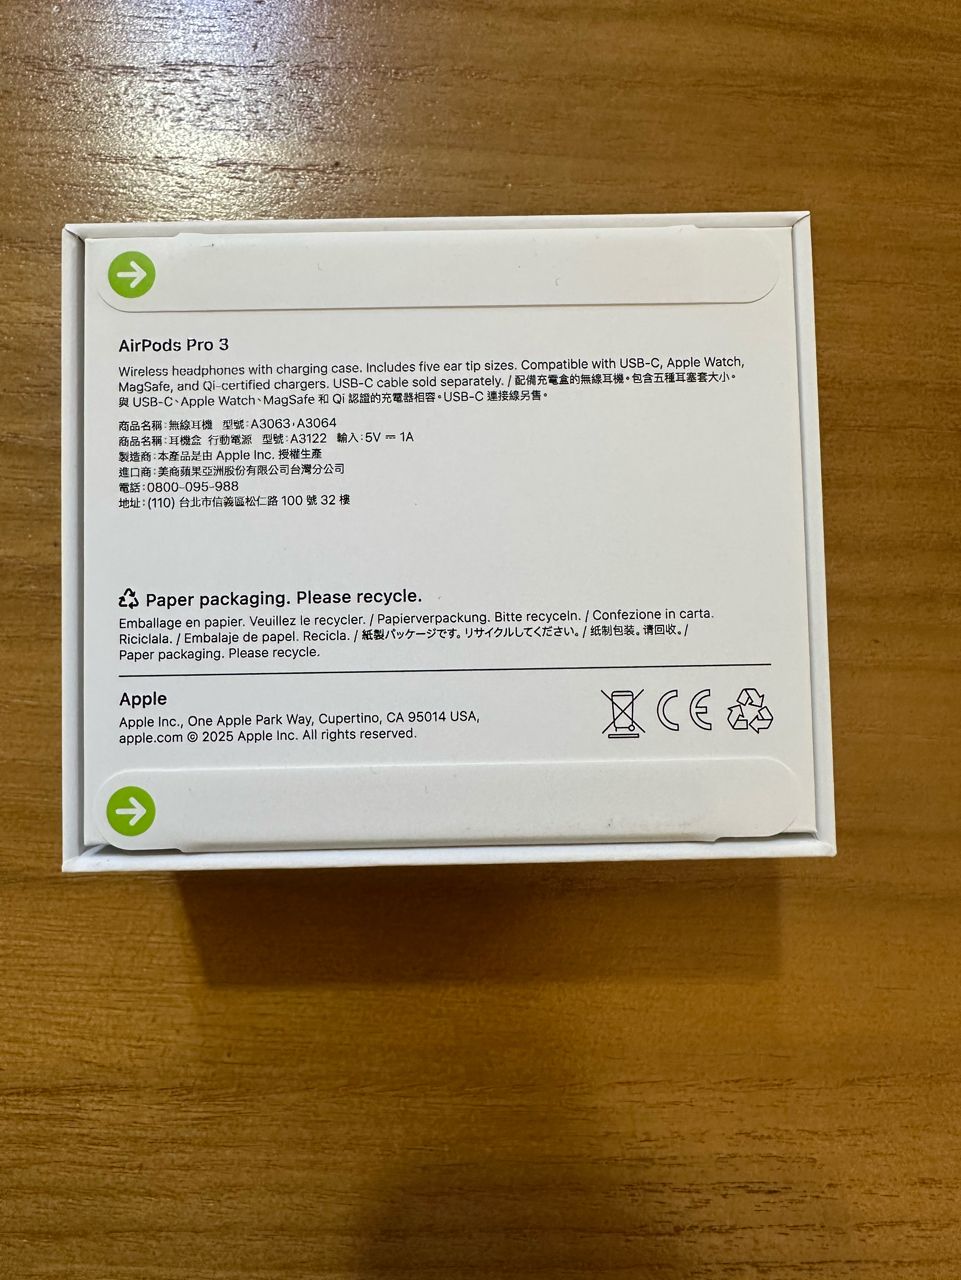 AirPods Pro 3
Wireless headphones with charging case. Includes five ear tip sizes. Compatible with USB-C, Apple Watch,
MagSafe, and Qi-certified chargers. USB-C cable sold separately. / 配備充電盒的無線耳機。包含五種耳塞套大小。
與 USB-C、Apple Watch、MagSafe 和 Qi 認證的充電器相容。USB-C 連接線另售。
商品名稱:無線耳機 型號:A3063,A3064
商品名稱:耳機盒 行動電源 型號:A3122 輸入:5V ⎓ 1A
製造商:本產品是由 Apple Inc. 授權生產
進口商:美商蘋果亞洲股份有限公司台灣分公司
電話:0800-095-988
地址:(110) 台北市信義區松仁路 100 號 32 樓
Paper packaging. Please recycle.
Emballage en papier. Veuillez le recycler. / Papierverpackung. Bitte recyceln. / Confezione in carta.
Riciclala. / Embalaje de papel. Recicla. / 紙製パッケージです。リサイクルしてください。/ 纸制包装。请回收。/
Paper packaging. Please recycle.
Apple
Apple Inc., One Apple Park Way, Cupertino, CA 95014 USA,
apple.com © 2025 Apple Inc. All rights reserved.
CE